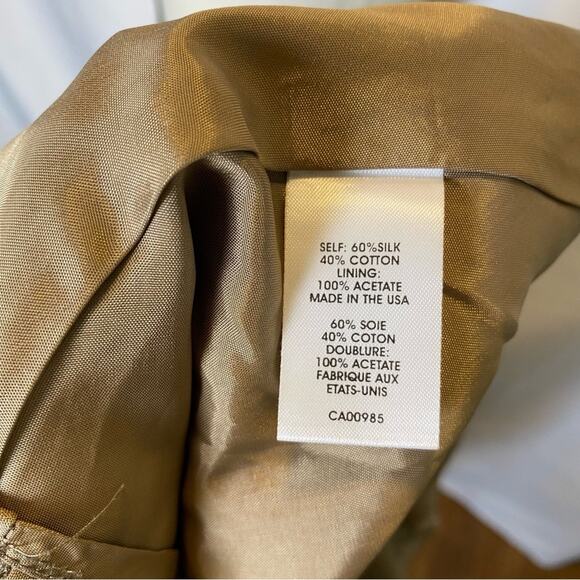 SELF: 60%SILK
40% COTTON
LINING:
100% ACETATE
MADE IN THE USA
60% SOIE
40% COTON
DOUBLURE:
100% ACETATE
FABRIQUE AUX
ETATS-UNIS
CA00985